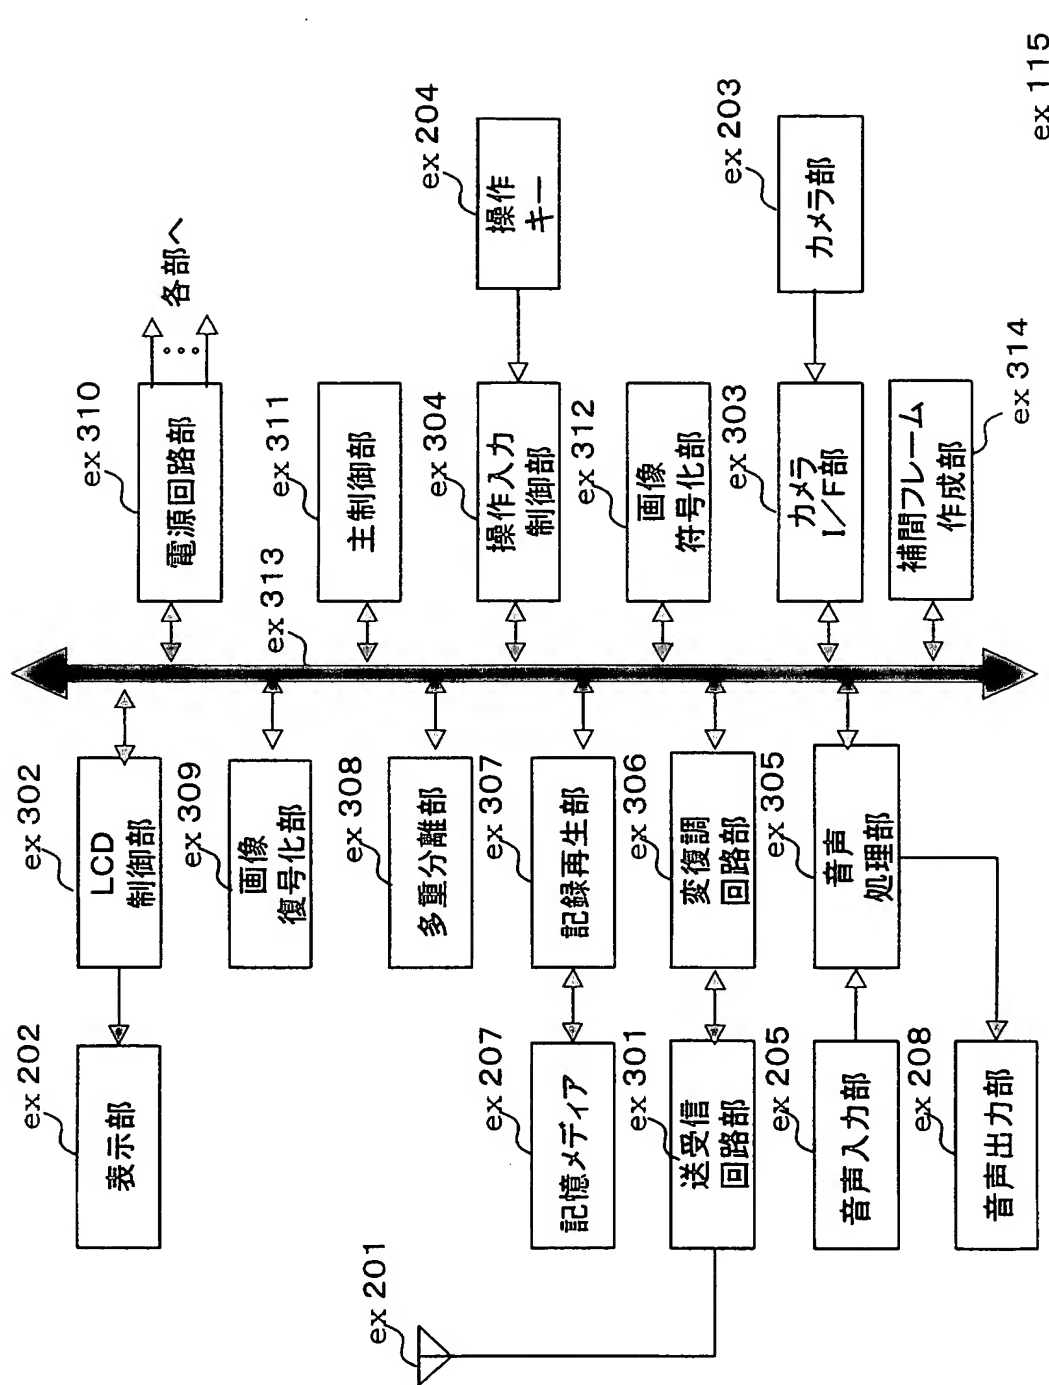 ex 115
ex 201
ex 202
表示部
ex 302
LCD
制御部
ex 309
画像
復号化部
ex 308
多重分離部
ex 207
記憶メディア
ex 307
記録再生部
ex 301
送受信
回路部
ex 306
変復調
回路部
ex 205
音声入力部
ex 305
音声
処理部
ex 208
音声出力部
ex 313
ex 310
電源回路部
各部へ
ex 311
主制御部
ex 304
操作入力
制御部
ex 204
操作
キー
ex 312
画像
符号化部
ex 303
カメラ
I/F部
ex 203
カメラ部
ex 314
補間フレーム
作成部